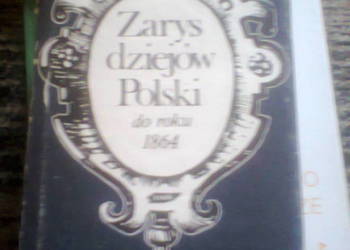 Zarys
dziejów
Polski
do roku
1864